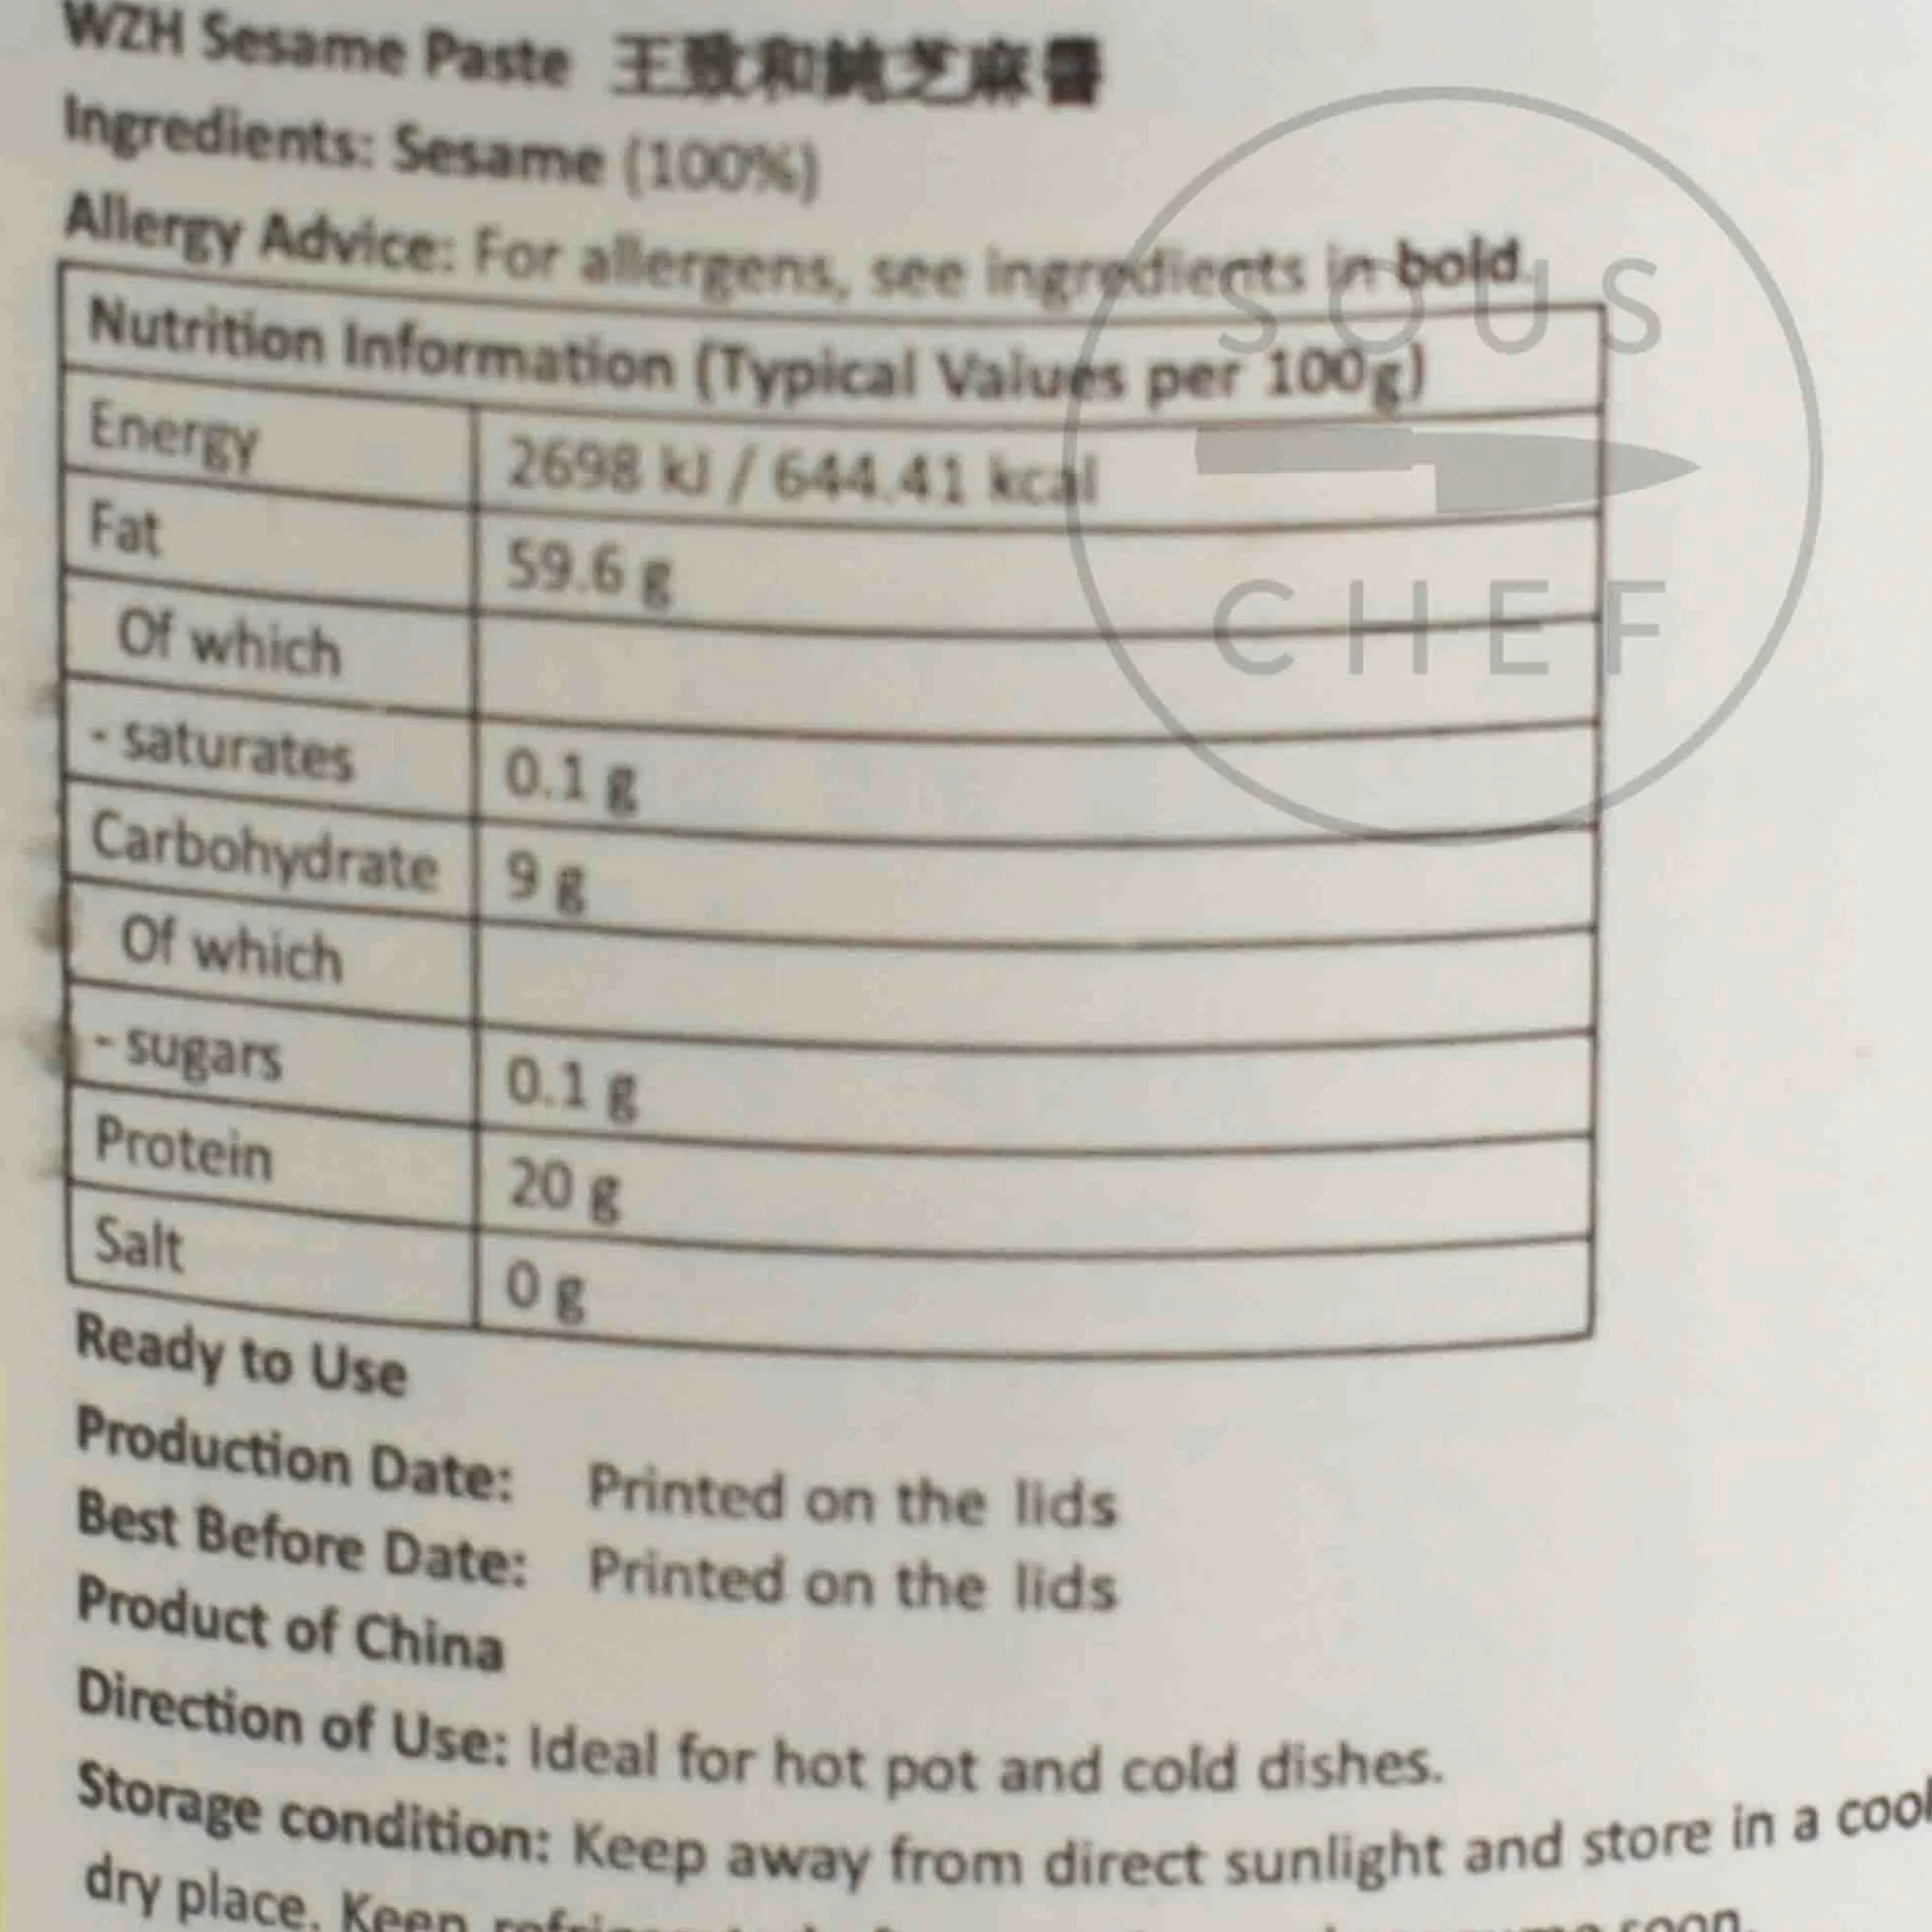 WZH Sesame Paste 王致和純芝麻醬
Ingredients: Sesame (100%)
Allergy Advice: For allergens, see ingredients in bold.
Nutrition Information (Typical Values per 100g)
Energy 2698 kJ / 644.41 kcal
Fat 59.6 g
Of which
- saturates 0.1 g
Carbohydrate 9 g
Of which
- sugars 0.1 g
Protein 20 g
Salt 0 g
Ready to Use
Production Date: Printed on the lids
Best Before Date: Printed on the lids
Product of China
Direction of Use: Ideal for hot pot and cold dishes.
Storage condition: Keep away from direct sunlight and store in a cool
dry place. Keep soon.
SOUS
CHEF